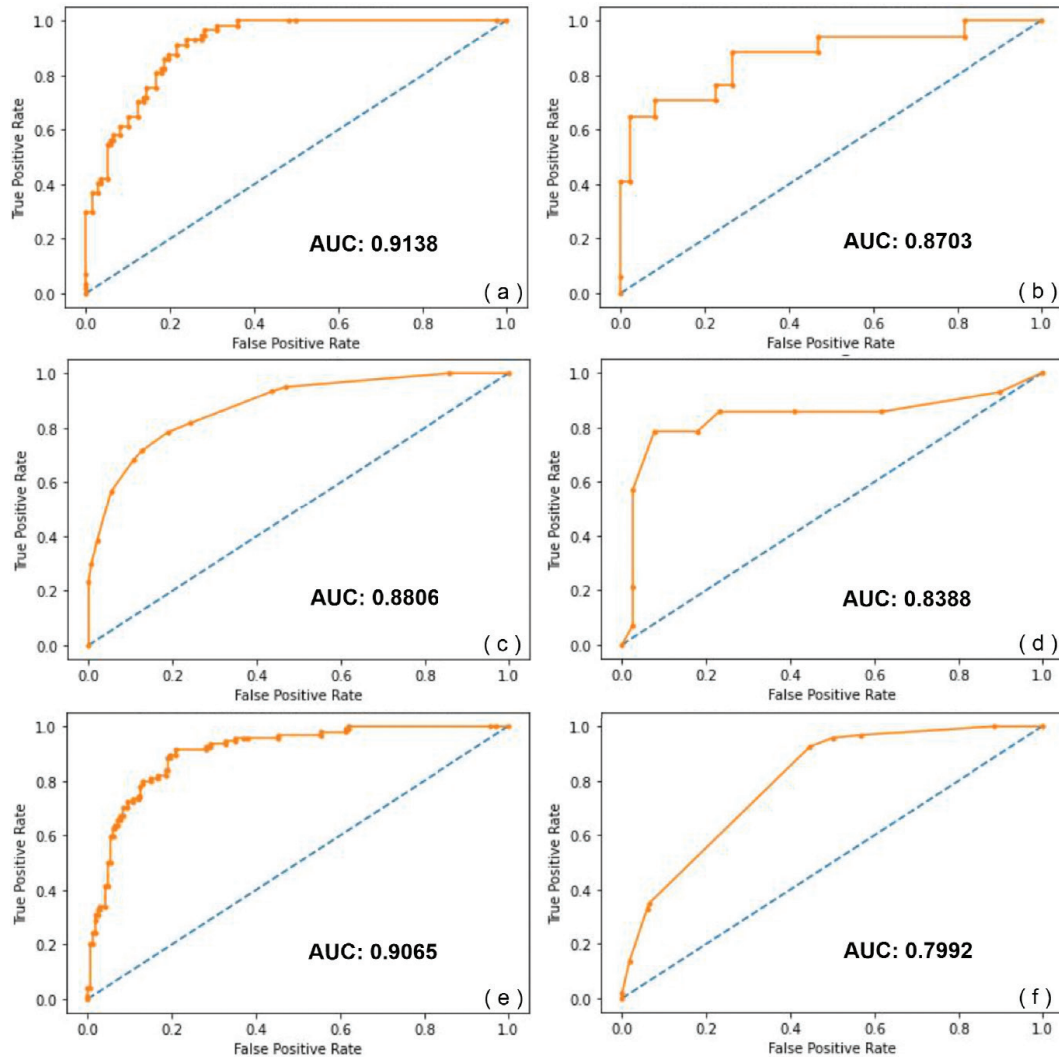 1.0
0.8
0.6
0.4
0.2
0.0
True Positive Rate
AUC: 0.9138
( a )
0.0 0.2 0.4 0.6 0.8 1.0
False Positive Rate
1.0
0.8
0.6
0.4
0.2
0.0
True Positive Rate
AUC: 0.8703
( b )
0.0 0.2 0.4 0.6 0.8 1.0
False Positive Rate
1.0
0.8
0.6
0.4
0.2
0.0
True Positive Rate
AUC: 0.8806
( c )
0.0 0.2 0.4 0.6 0.8 1.0
False Positive Rate
1.0
0.8
0.6
0.4
0.2
0.0
True Positive Rate
AUC: 0.8388
( d )
0.0 0.2 0.4 0.6 0.8 1.0
False Positive Rate
1.0
0.8
0.6
0.4
0.2
0.0
True Positive Rate
AUC: 0.9065
( e )
0.0 0.2 0.4 0.6 0.8 1.0
False Positive Rate
1.0
0.8
0.6
0.4
0.2
0.0
True Positive Rate
AUC: 0.7992
( f )
0.0 0.2 0.4 0.6 0.8 1.0
False Positive Rate